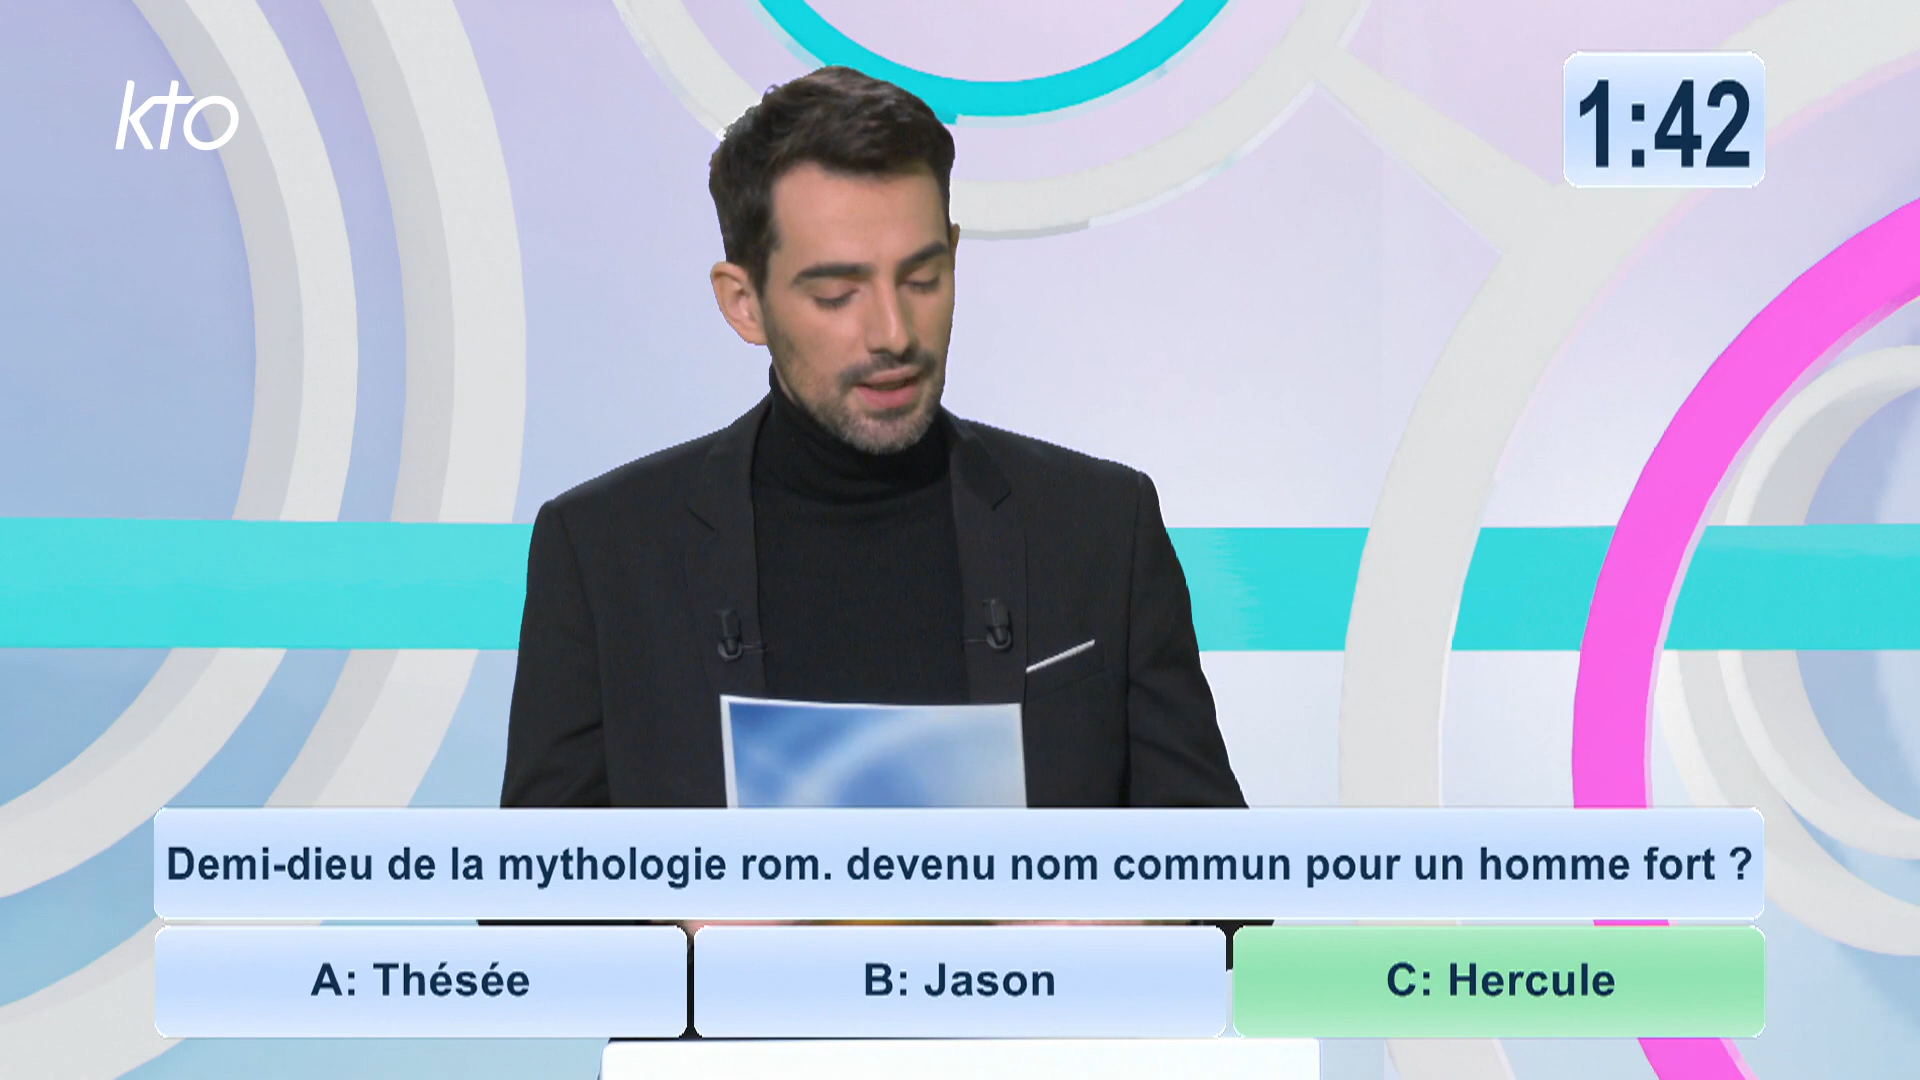 kto
1:42
Demi-dieu de la mythologie rom. devenu nom commun pour un homme fort ?
A: Thésée
B: Jason
C: Hercule